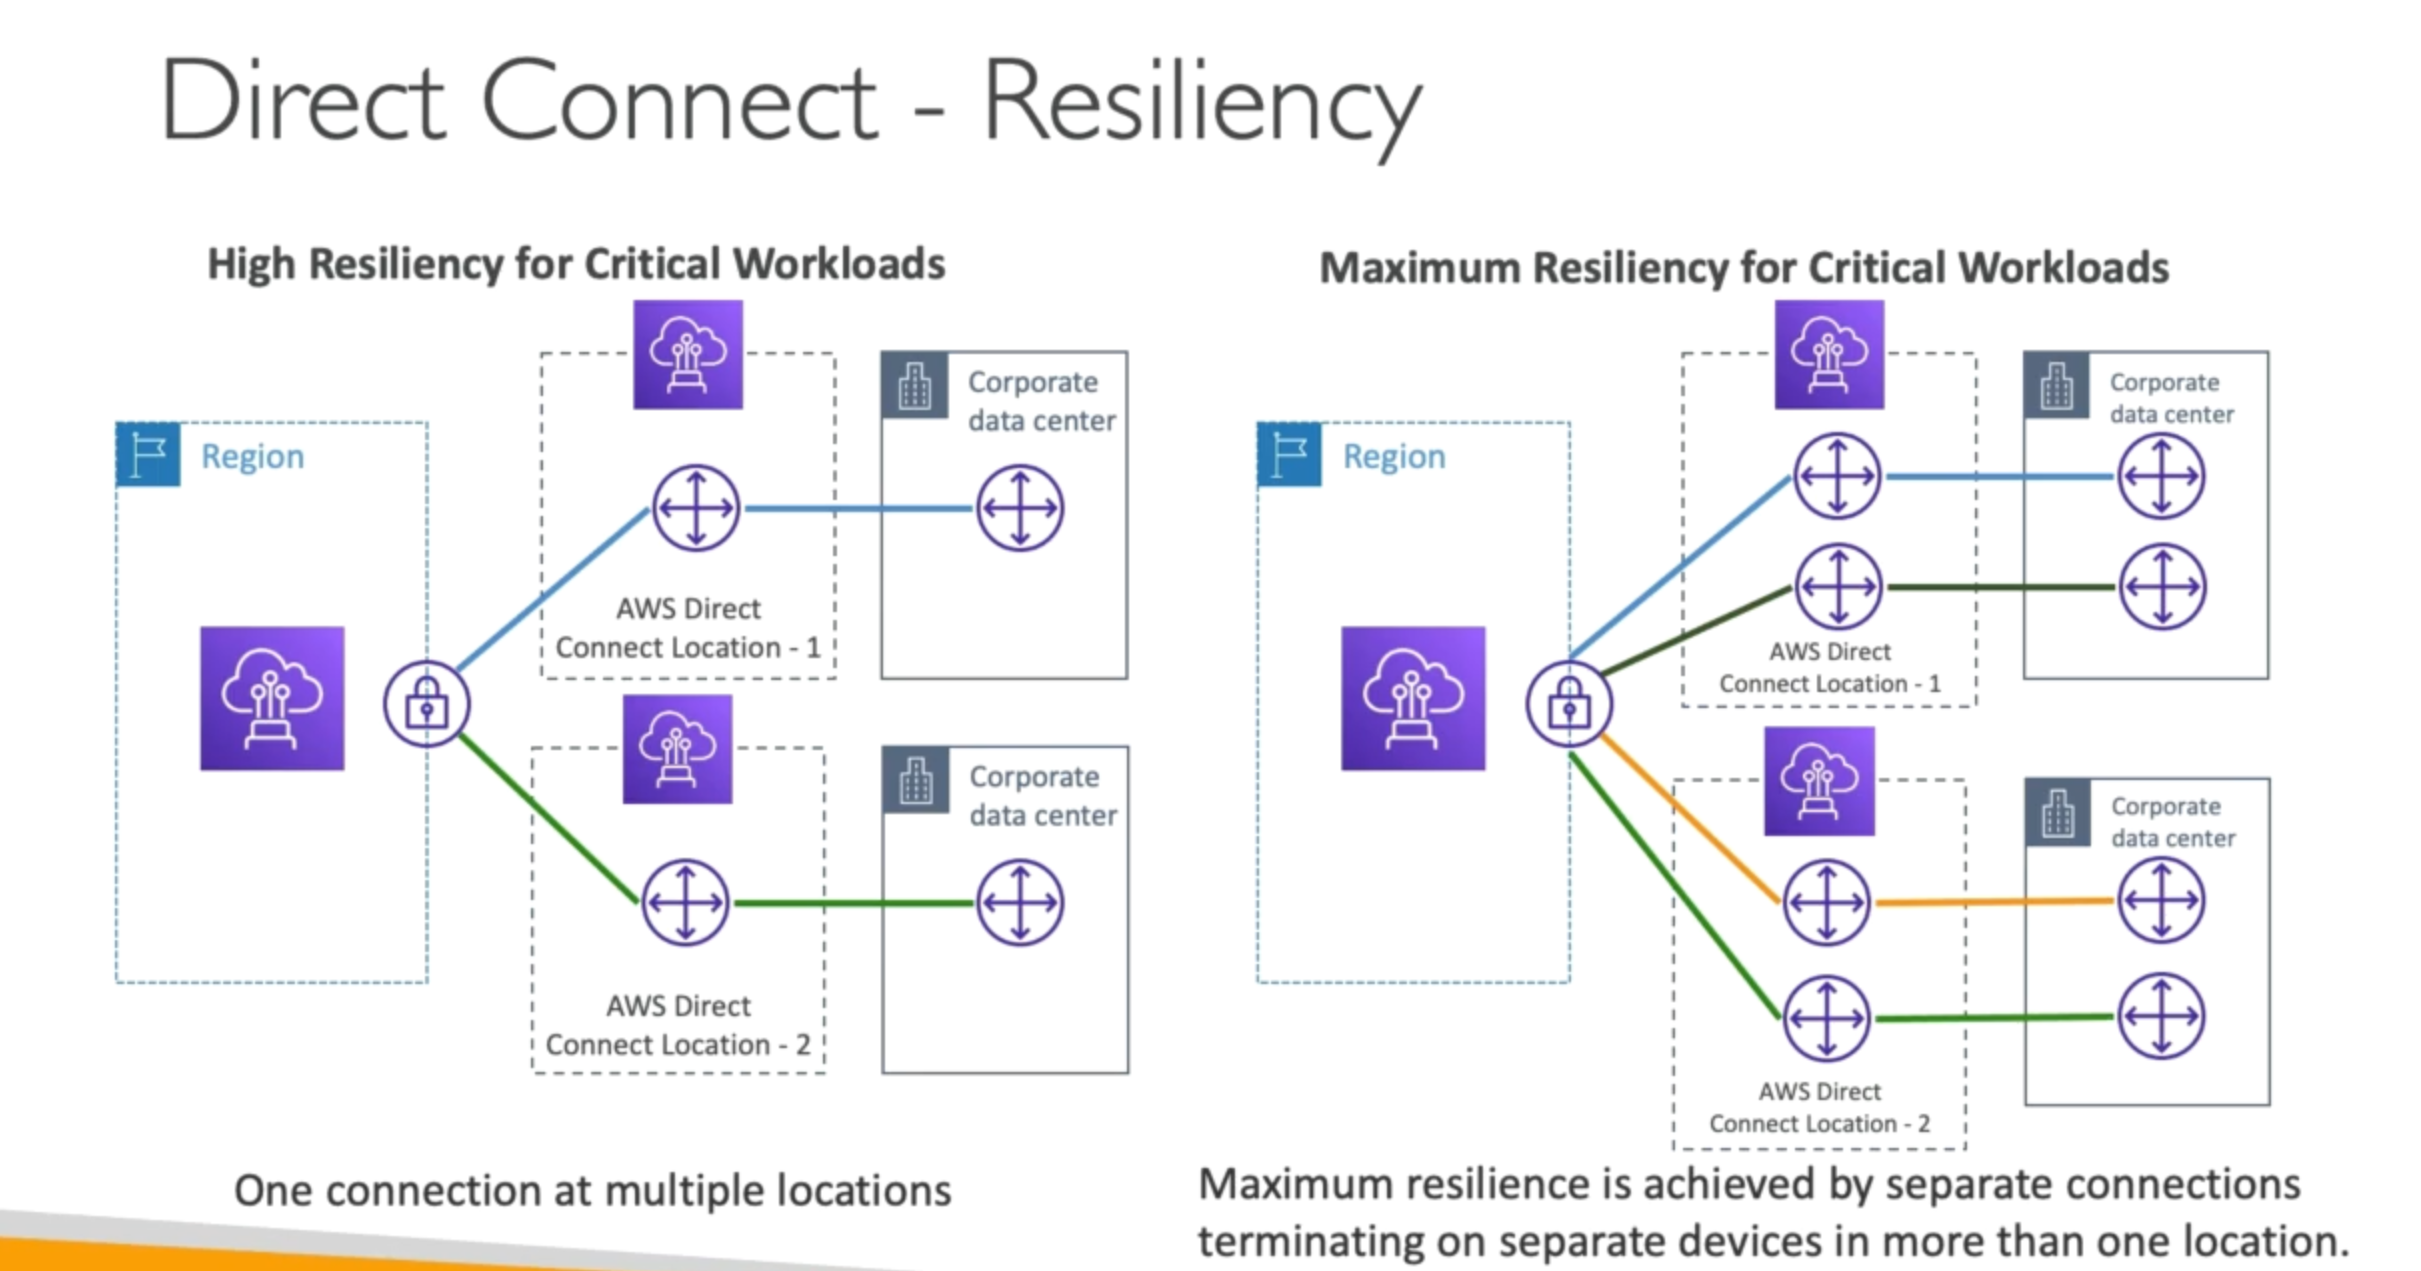 Direct Connect - Resiliency
High Resiliency for Critical Workloads
Region
AWS Direct
Connect Location - 1
Corporate
data center
AWS Direct
Connect Location - 2
Corporate
data center
One connection at multiple locations
Maximum Resiliency for Critical Workloads
Region
AWS Direct
Connect Location - 1
Corporate
data center
AWS Direct
Connect Location - 2
Corporate
data center
Maximum resilience is achieved by separate connections
terminating on separate devices in more than one location.